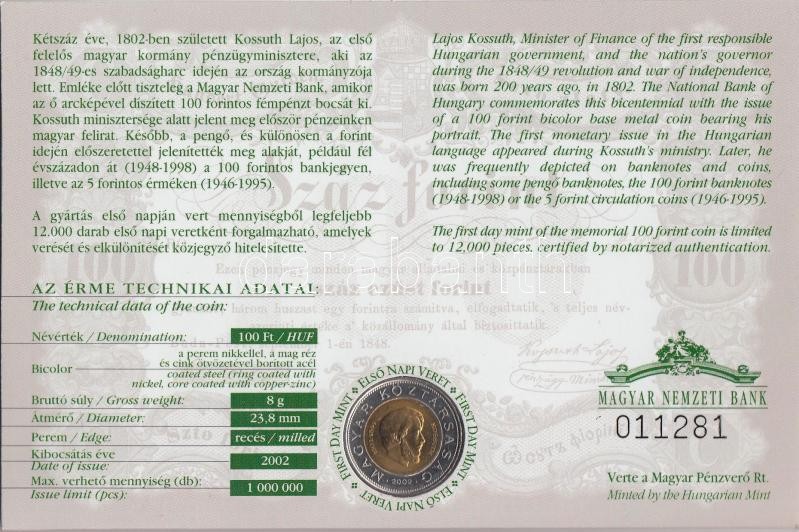 Kétszáz éve, 1802-ben született Kossuth Lajos, az első
felelős magyar kormány pénzügyminisztere, aki az
1848/49-es szabadságharc idején az ország kormányzója
lett. Emléke előtt tiszteleg a Magyar Nemzeti Bank, amikor
az ő arcképével díszített 100 forintos fémpénzt bocsát ki.
Kossuth minisztersége alatt jelent meg először pénzeinken
magyar felirat. Később, a pengő, és különösen a forint
idején előszeretettel jelenítették meg alakját, például fél
évszázadon át (1948-1998) a 100 forintos bankjegyen,
illetve az 5 forintos érméken (1946-1995).
A gyártás első napján vert mennyiségből legfeljebb
12.000 darab első napi veretként forgalmazható, amelyek
verését és elkülönítését közjegyző hitelesítette.
Lajos Kossuth, Minister of Finance of the first responsible
Hungarian government, and the nation's governor
during the 1848/49 revolution and war of independence,
was born 200 years ago, in 1802. The National Bank of
Hungary commemorates this bicentennial with the issue
of a 100 forint bicolor base metal coin bearing his
portrait. The first monetary issue in the Hungarian
language appeared during Kossuth's ministry. Later, he
was frequently depicted on banknotes and coins,
including some pengő banknotes, the 100 forint banknotes
(1948-1998) or the 5 forint circulation coins (1946-1995).
The first day mint of the memorial 100 forint coin is limited
to 12,000 pieces. certified by notarized authentication.
Száz forint
100
100
AZ ÉRME TECHNIKAI ADATAI:
The technical data of the coin:
Névérték / Denomination: 100 Ft / HUF
Bicolor a perem nikkellel, a mag réz
és cink ötvözetével borított acél
coated steel (ring coated with
nickel, core coated with copper-zinc)
Bruttó súly / Gross weight: 8 g
Átmérő / Diameter: 23,8 mm
Perem / Edge: recés / milled
Kibocsátás éve
Date of issue: 2002
Max. verhető mennyiség (db):
Issue limit (pcs): 1 000 000
ELSŐ NAPI VERET FIRST DAY MINT ELSŐ NAPI VERET FIRST DAY MINT
MAGYAR KÖZTÁRSASÁG
2002
MAGYAR NEMZETI BANK
011281
Verte a Magyar Pénzverő Rt.
Minted by the Hungarian Mint